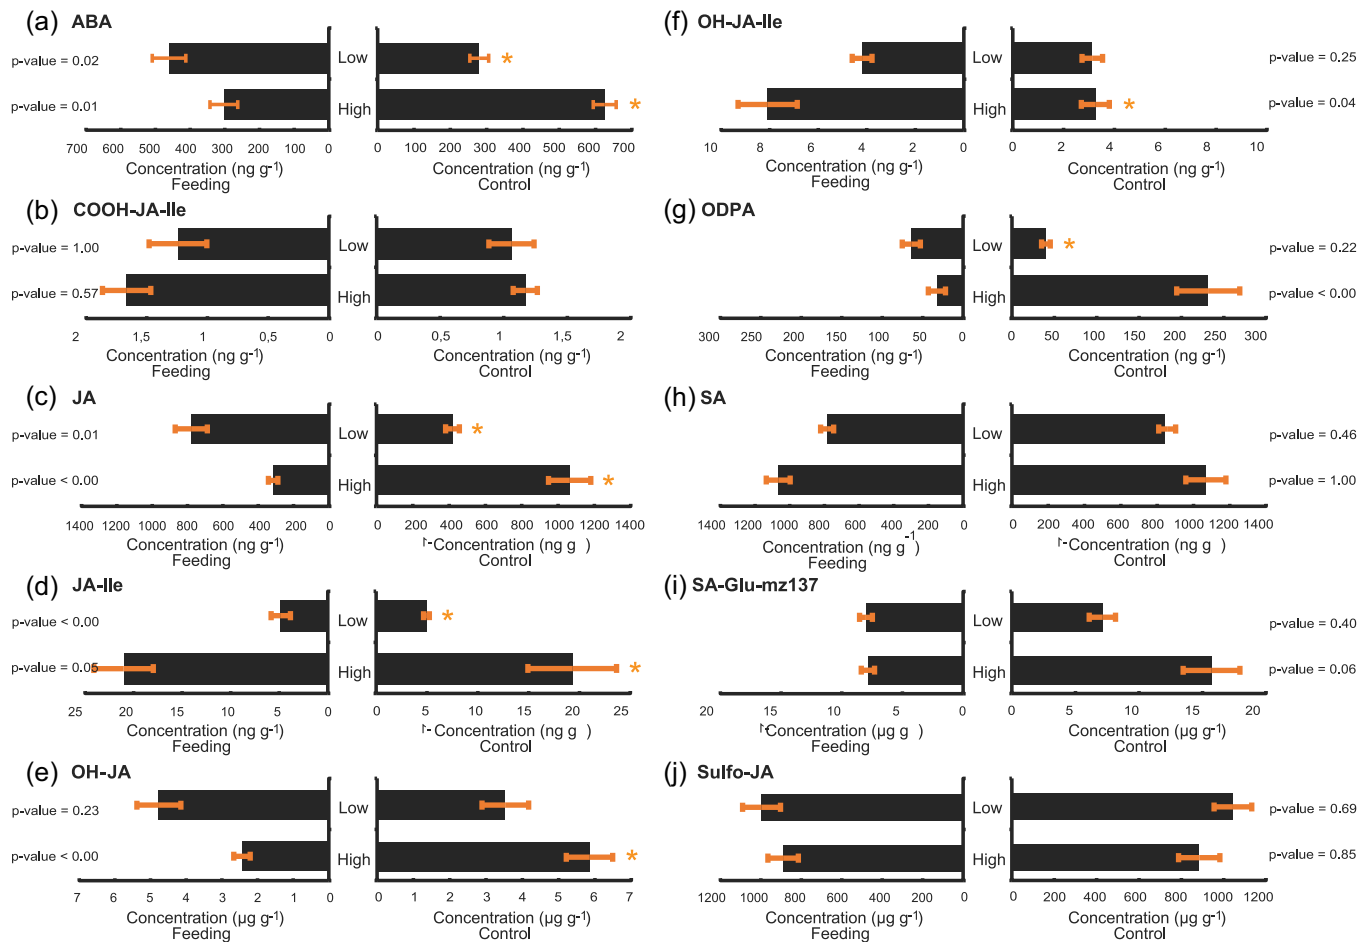 (a) ABA
p-value = 0.02
Low
*
p-value = 0.01
High
*
700 600 500 400 300 200 100 0
0 100 200 300 400 500 600 700
Concentration (ng g-1)
Feeding
Concentration (ng g-1)
Control
(b) COOH-JA-Ile
p-value = 1.00
Low
p-value = 0.57
High
2 1,5 1 0,5 0
0 0,5 1 1,5 2
Concentration (ng g-1)
Feeding
Concentration (ng g-1)
Control
(c) JA
p-value = 0.01
Low
*
p-value < 0.00
High
*
1400 1200 1000 800 600 400 200 0
0 200 400 600 800 1000 1200 1400
Concentration (ng g-1)
Feeding
1-Concentration (ng g )
Control
(d) JA-Ile
p-value < 0.00
Low
*
p-value = 0.05
High
*
25 20 15 10 5 0
0 5 10 15 20 25
Concentration (ng g-1)
Feeding
1-Concentration (ng g )
Control
(e) OH-JA
p-value = 0.23
Low
p-value < 0.00
High
*
7 6 5 4 3 2 1 0
0 1 2 3 4 5 6 7
Concentration (µg g-1)
Feeding
Concentration (µg g-1)
Control
(f) OH-JA-Ile
Low
p-value = 0.25
High
*
p-value = 0.04
10 8 6 4 2 0
0 2 4 6 8 10
Concentration (ng g-1)
Feeding
Concentration (ng g-1)
Control
(g) ODPA
Low
*
p-value = 0.22
High
p-value < 0.00
300 250 200 150 100 50 0
0 50 100 150 200 250 300
Concentration (ng g-1)
Feeding
Concentration (ng g-1)
Control
(h) SA
Low
p-value = 0.46
High
p-value = 1.00
1400 1200 1000 800 600 400 200 0
0 200 400 600 800 1000 1200 1400
Concentration (ng g-1)
Feeding
1-Concentration (ng g )
Control
(i) SA-Glu-mz137
Low
p-value = 0.40
High
p-value = 0.06
20 15 10 5 0
0 5 10 15 20
1-Concentration (µg g )
Feeding
Concentration (µg g-1)
Control
(j) Sulfo-JA
Low
p-value = 0.69
High
p-value = 0.85
1200 1000 800 600 400 200 0
0 200 400 600 800 1000 1200
Concentration (µg g-1)
Feeding
Concentration (µg g-1)
Control